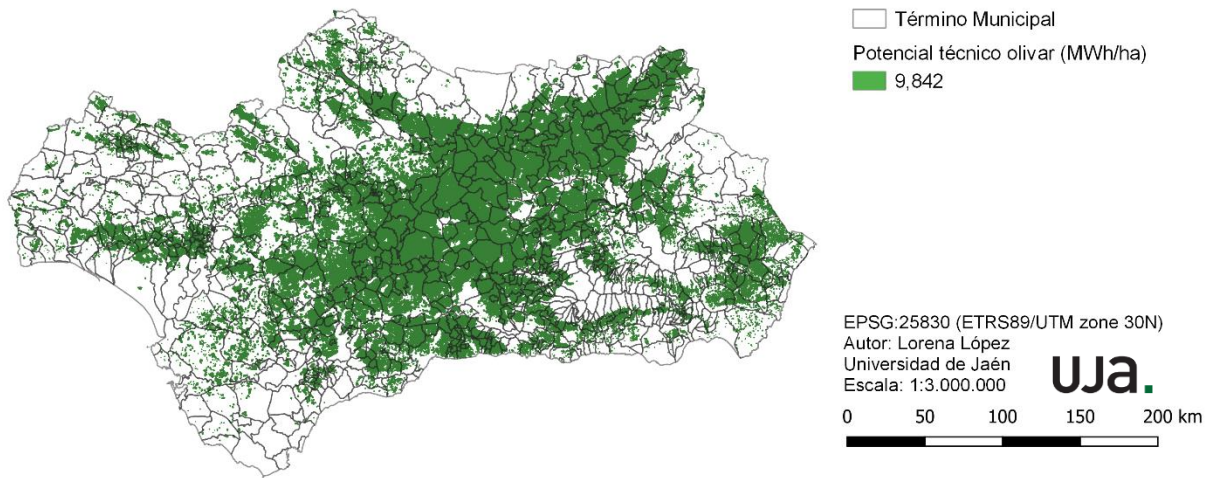 Término Municipal
Potencial técnico olivar (MWh/ha)
9,842
EPSG:25830 (ETRS89/UTM zone 30N)
Autor: Lorena López
Universidad de Jaén
Escala: 1:3.000.000
uja.
0 50 100 150 200 km